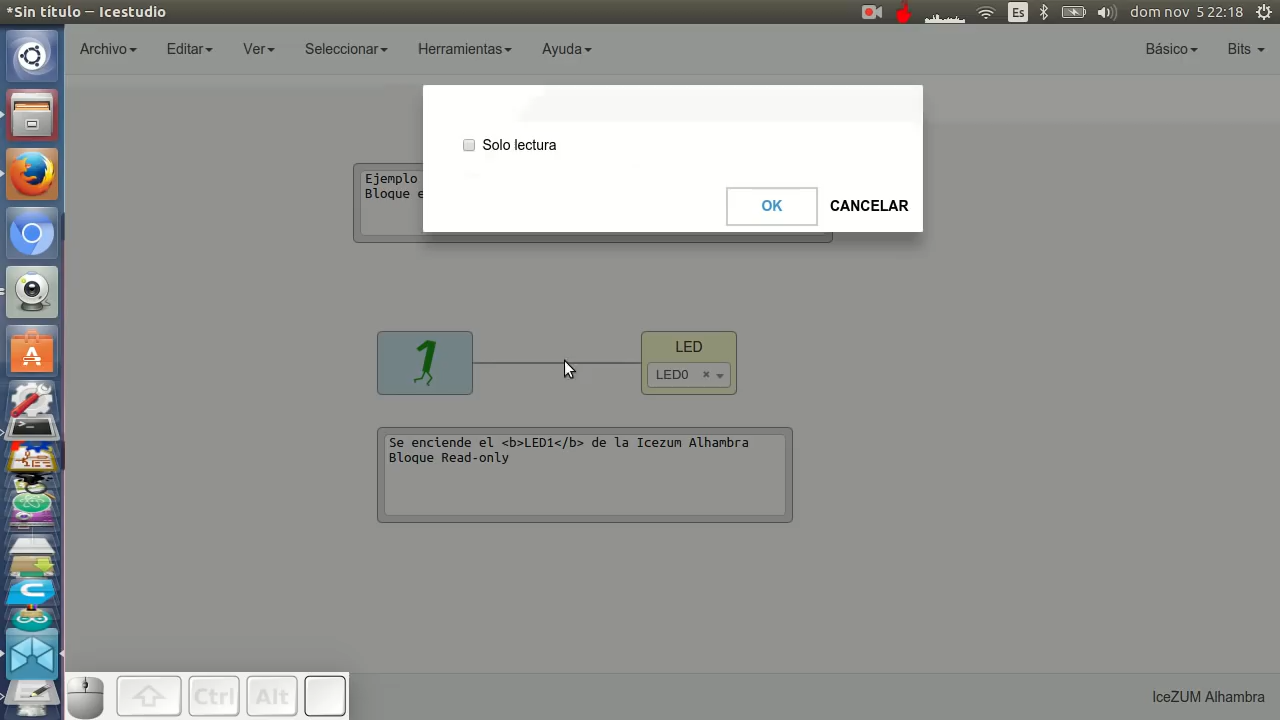 *Sin título – Icestudio
Es
dom nov 5 22:18
Archivo Editar Ver Seleccionar Herramientas Ayuda Básico Bits
Solo lectura
OK CANCELAR
Ejemplo
Bloque e
1
LED
LED0
Se enciende el <b>LED1</b> de la Icezum Alhambra
Bloque Read-only
Ctrl Alt
IceZUM Alhambra